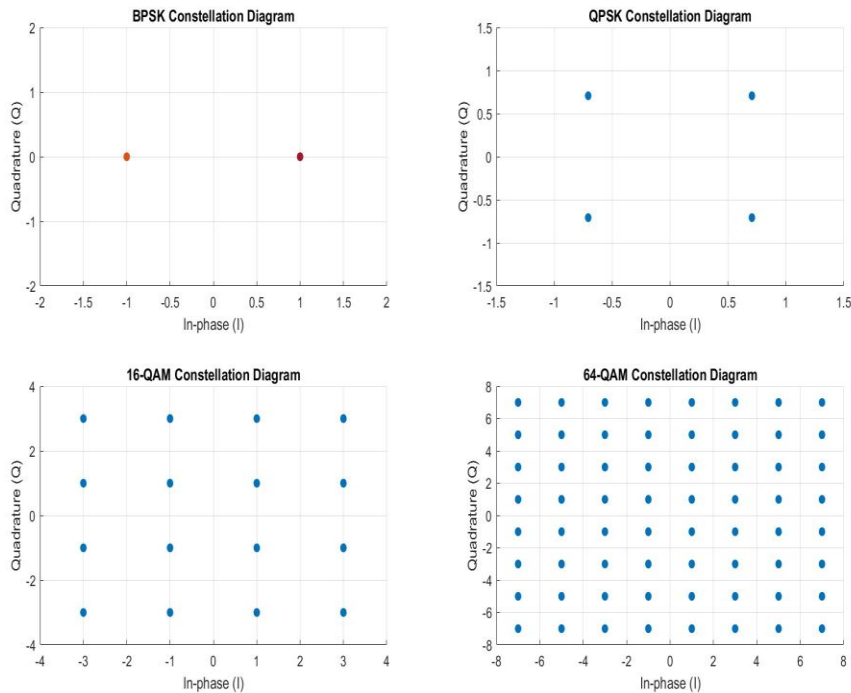 BPSK Constellation Diagram
2
1
0
-1
-2
Quadrature (Q)
-2 -1.5 -1 -0.5 0 0.5 1 1.5 2
In-phase (I)
QPSK Constellation Diagram
1.5
1
0.5
0
-0.5
-1
-1.5
Quadrature (Q)
-1.5 -1 -0.5 0 0.5 1 1.5
In-phase (I)
16-QAM Constellation Diagram
4
2
0
-2
-4
Quadrature (Q)
-4 -3 -2 -1 0 1 2 3 4
In-phase (I)
64-QAM Constellation Diagram
8
6
4
2
0
-2
-4
-6
-8
Quadrature (Q)
-8 -6 -4 -2 0 2 4 6 8
In-phase (I)